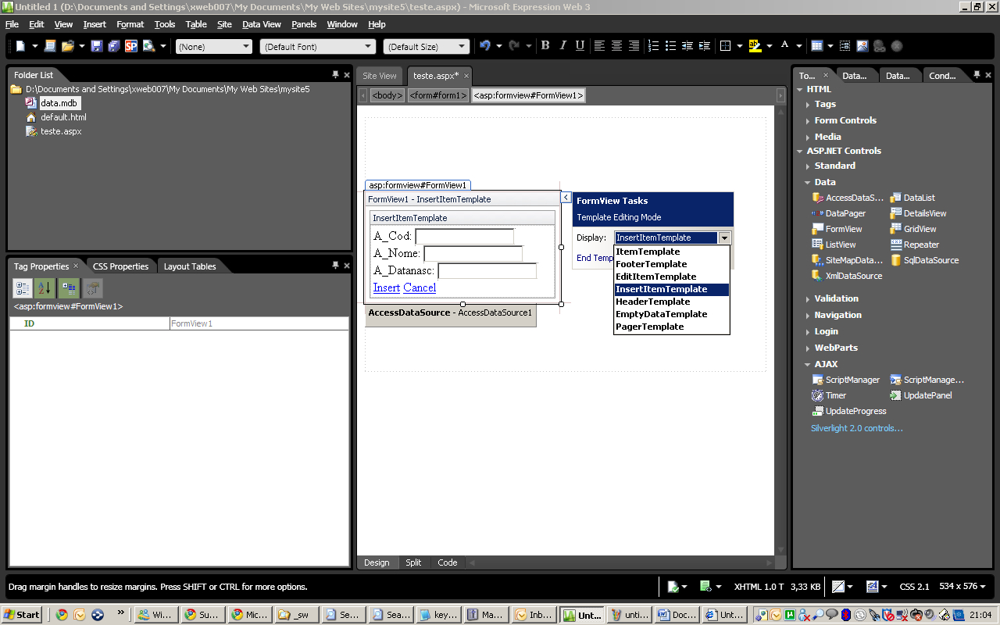 Untitled 1 (D:\Documents and Settings\xweb007\My Documents\My Web Sites\mysite5\teste.aspx) - Microsoft Expression Web 3
File Edit View Insert Format Tools Table Site Data View Panels Window Help
(None) (Default Font) (Default Size) B I U A
Folder List
D:\Documents and Settings\xweb007\My Documents\My Web Sites\mysite5
data.mdb
default.html
teste.aspx
Tag Properties CSS Properties Layout Tables
<asp:formview#FormView1>
ID FormView1
Site View teste.aspx*
<body> <form#form1> <asp:formview#FormView1>
asp:formview#FormView1
FormView1 - InsertItemTemplate
InsertItemTemplate
A_Cod:
A_Nome:
A_Datanasc:
Insert Cancel
AccessDataSource - AccessDataSource1
FormView Tasks
Template Editing Mode
Display: InsertItemTemplate
End Temp
ItemTemplate
FooterTemplate
EditItemTemplate
InsertItemTemplate
HeaderTemplate
EmptyDataTemplate
PagerTemplate
Design Split Code
To... Data... Data... Cond...
HTML
Tags
Form Controls
Media
ASP.NET Controls
Standard
Data
AccessDataS... DataList
DataPager DetailsView
FormView GridView
ListView Repeater
SiteMapData... SqlDataSource
XmlDataSource
Validation
Navigation
Login
WebParts
AJAX
ScriptManager ScriptManage...
Timer UpdatePanel
UpdateProgress
Silverlight 2.0 controls...
Drag margin handles to resize margins. Press SHIFT or CTRL for more options.
XHTML 1.0 T 3,33 KB CSS 2.1 534 x 576
Start Wi... Su... Mic... _sw Se... Sea... key... Ma... Inb... Unt... unti... Doc... Unt... 21:04